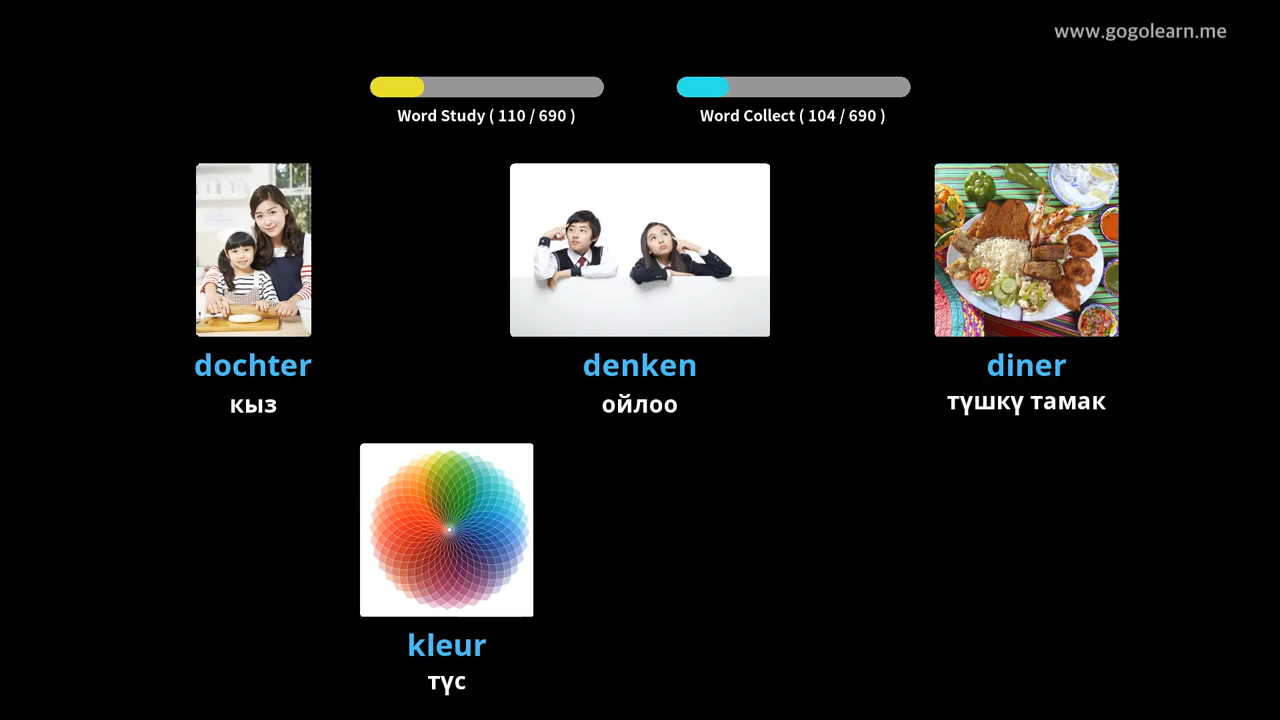 www.gogolearn.me
Word Study ( 110 / 690 )
Word Collect ( 104 / 690 )
dochter
кыз
denken
ойлоо
diner
түшкү тамак
kleur
түс